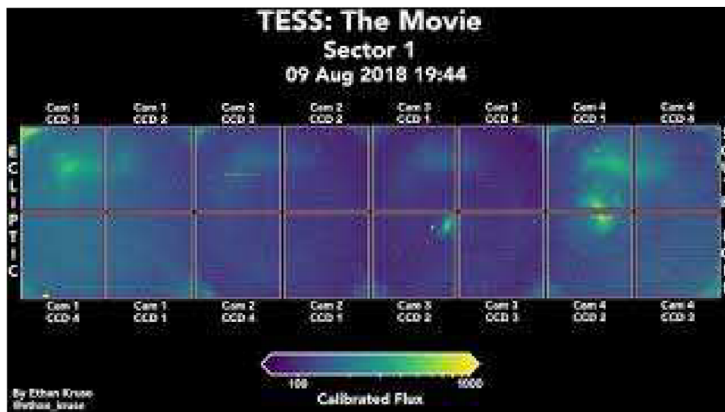 TESS: The Movie
Sector 1
09 Aug 2018 19:44
Cam 1 CCD 3
Cam 1 CCD 2
Cam 2 CCD 3
Cam 2 CCD 2
Cam 3 CCD 1
Cam 3 CCD 4
Cam 4 CCD 1
Cam 4 CCD 4
ECLIPTIC
Cam 1 CCD 4
Cam 1 CCD 1
Cam 2 CCD 4
Cam 2 CCD 1
Cam 3 CCD 2
Cam 3 CCD 3
Cam 4 CCD 2
Cam 4 CCD 3
100
1000
Calibrated Flux
By Ethan Kruse
@ethan_kruse